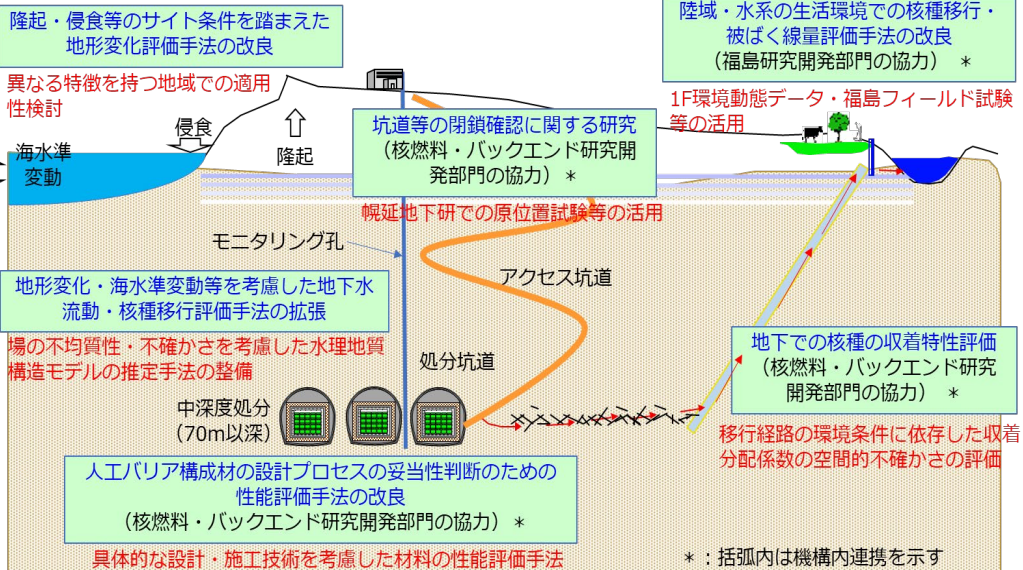 隆起・侵食等のサイト条件を踏まえた
地形変化評価手法の改良
異なる特徴を持つ地域での適用
性検討
陸域・水系の生活環境での核種移行・
被ばく線量評価手法の改良
（福島研究開発部門の協力）＊
1F環境動態データ・福島フィールド試験
等の活用
侵食
隆起
海水準
変動
坑道等の閉鎖確認に関する研究
（核燃料・バックエンド研究開
発部門の協力）＊
幌延地下研での原位置試験等の活用
モニタリング孔
アクセス坑道
地形変化・海水準変動等を考慮した地下水
流動・核種移行評価手法の拡張
場の不均質性・不確かさを考慮した水理地質
構造モデルの推定手法の整備
処分坑道
中深度処分
（70m以深）
地下での核種の収着特性評価
（核燃料・バックエンド研究
開発部門の協力）＊
移行経路の環境条件に依存した収着
分配係数の空間的不確かさの評価
人工バリア構成材の設計プロセスの妥当性判断のための
性能評価手法の改良
（核燃料・バックエンド研究開発部門の協力）＊
具体的な設計・施工技術を考慮した材料の性能評価手法
＊：括弧内は機構内連携を示す